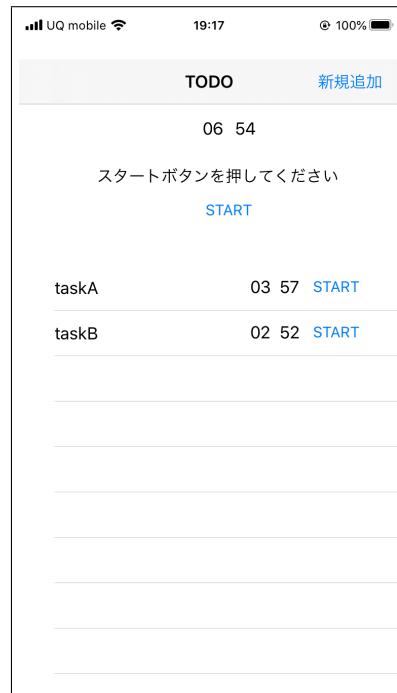 UQ mobile 19:17 100%
TODO 新規追加
06 54
スタートボタンを押してください
START
taskA 03 57 START
taskB 02 52 START